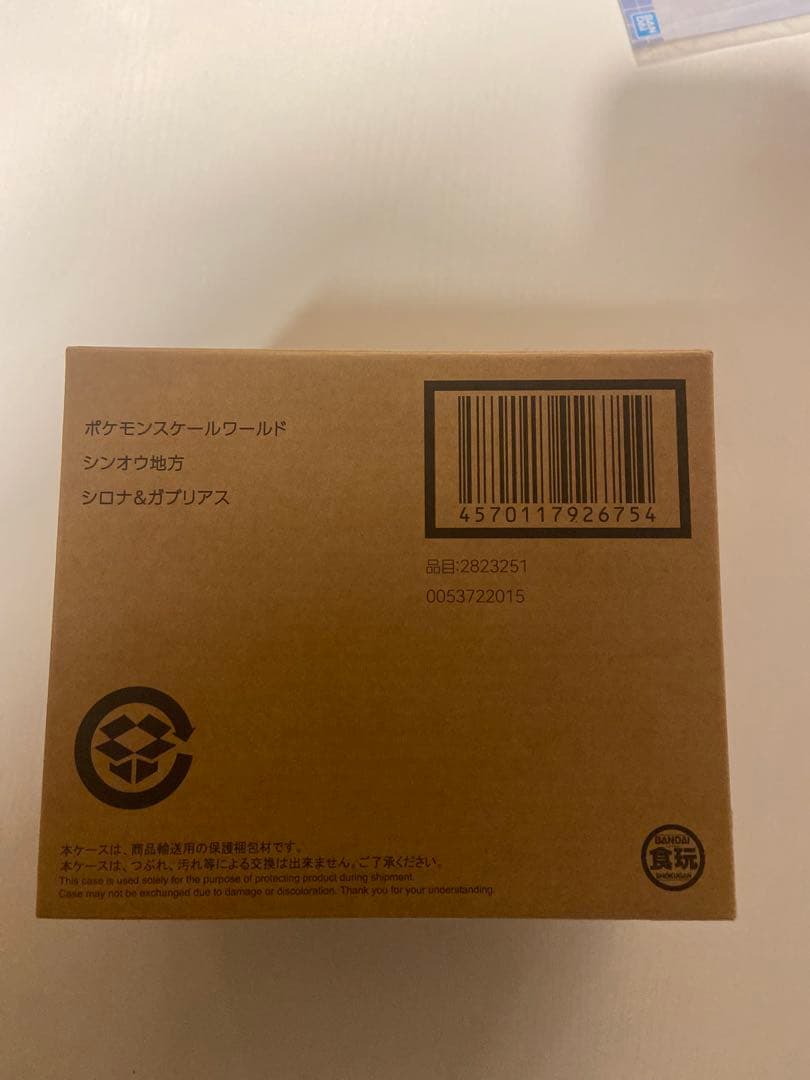 BAN
DAI
ポケモンスケールワールド
シンオウ地方
シロナ&ガブリアス
4570117926754
品目:2823251
0053722015
本ケースは、商品輸送用の保護梱包材です。
本ケースは、つぶれ、汚れ等による交換は出来ません。ご了承ください。
This case is used solely for the purpose of protecting product during shipment.
Case may not be exchanged due to damage or discoloration. Thank you for your understanding.
BANDAI
食玩
SHOKUGAN